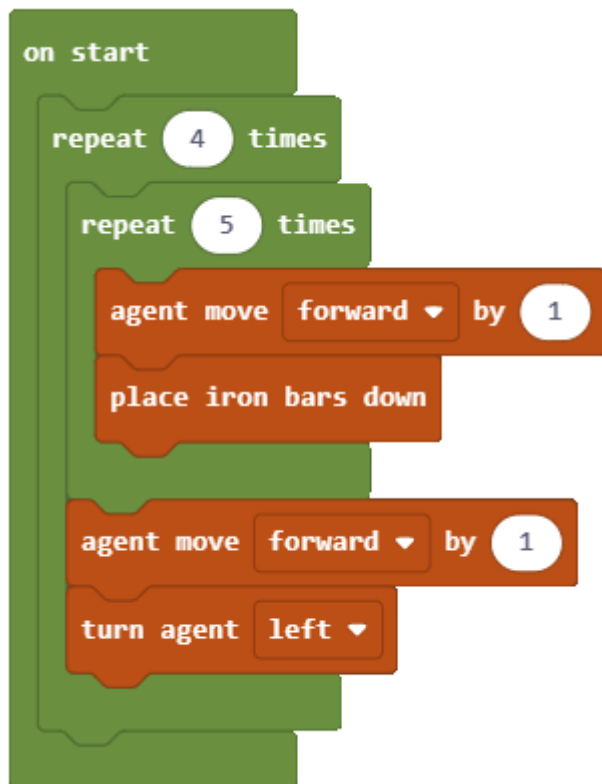 on start
repeat 4 times
repeat 5 times
agent move forward by 1
place iron bars down
agent move forward by 1
turn agent left